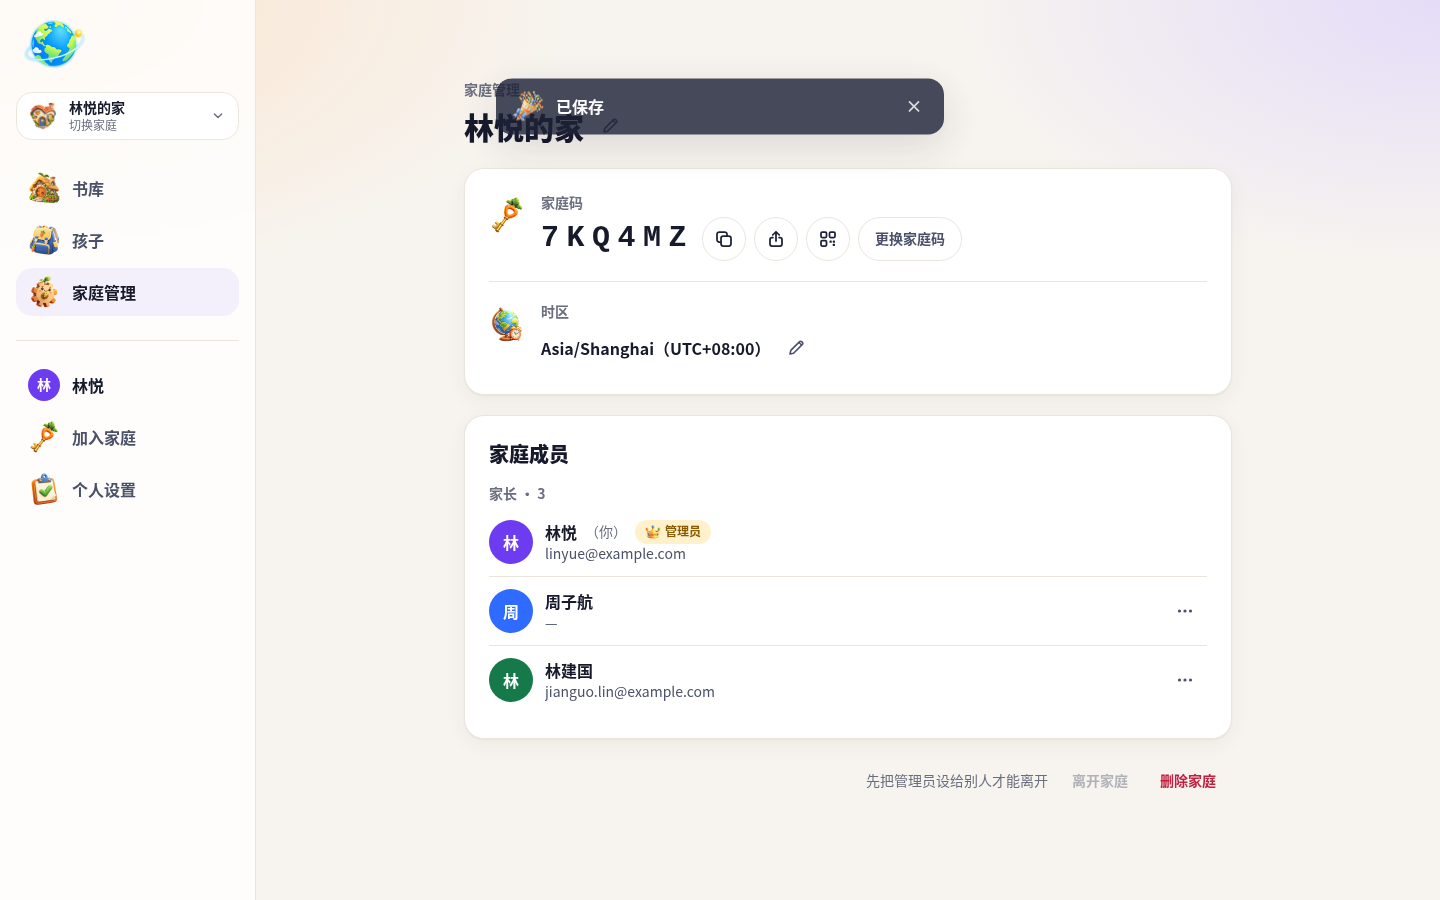 林悦的家
切换家庭
书库
孩子
家庭管理
林
林悦
加入家庭
个人设置
家庭管理
已保存
林悦的家
家庭码
7KQ4MZ
更换家庭码
时区
Asia/Shanghai（UTC+08:00）
家庭成员
家长 · 3
林
林悦 （你） 管理员
linyue@example.com
周
周子航
—
林
林建国
jianguo.lin@example.com
先把管理员设给别人才能离开 离开家庭 删除家庭